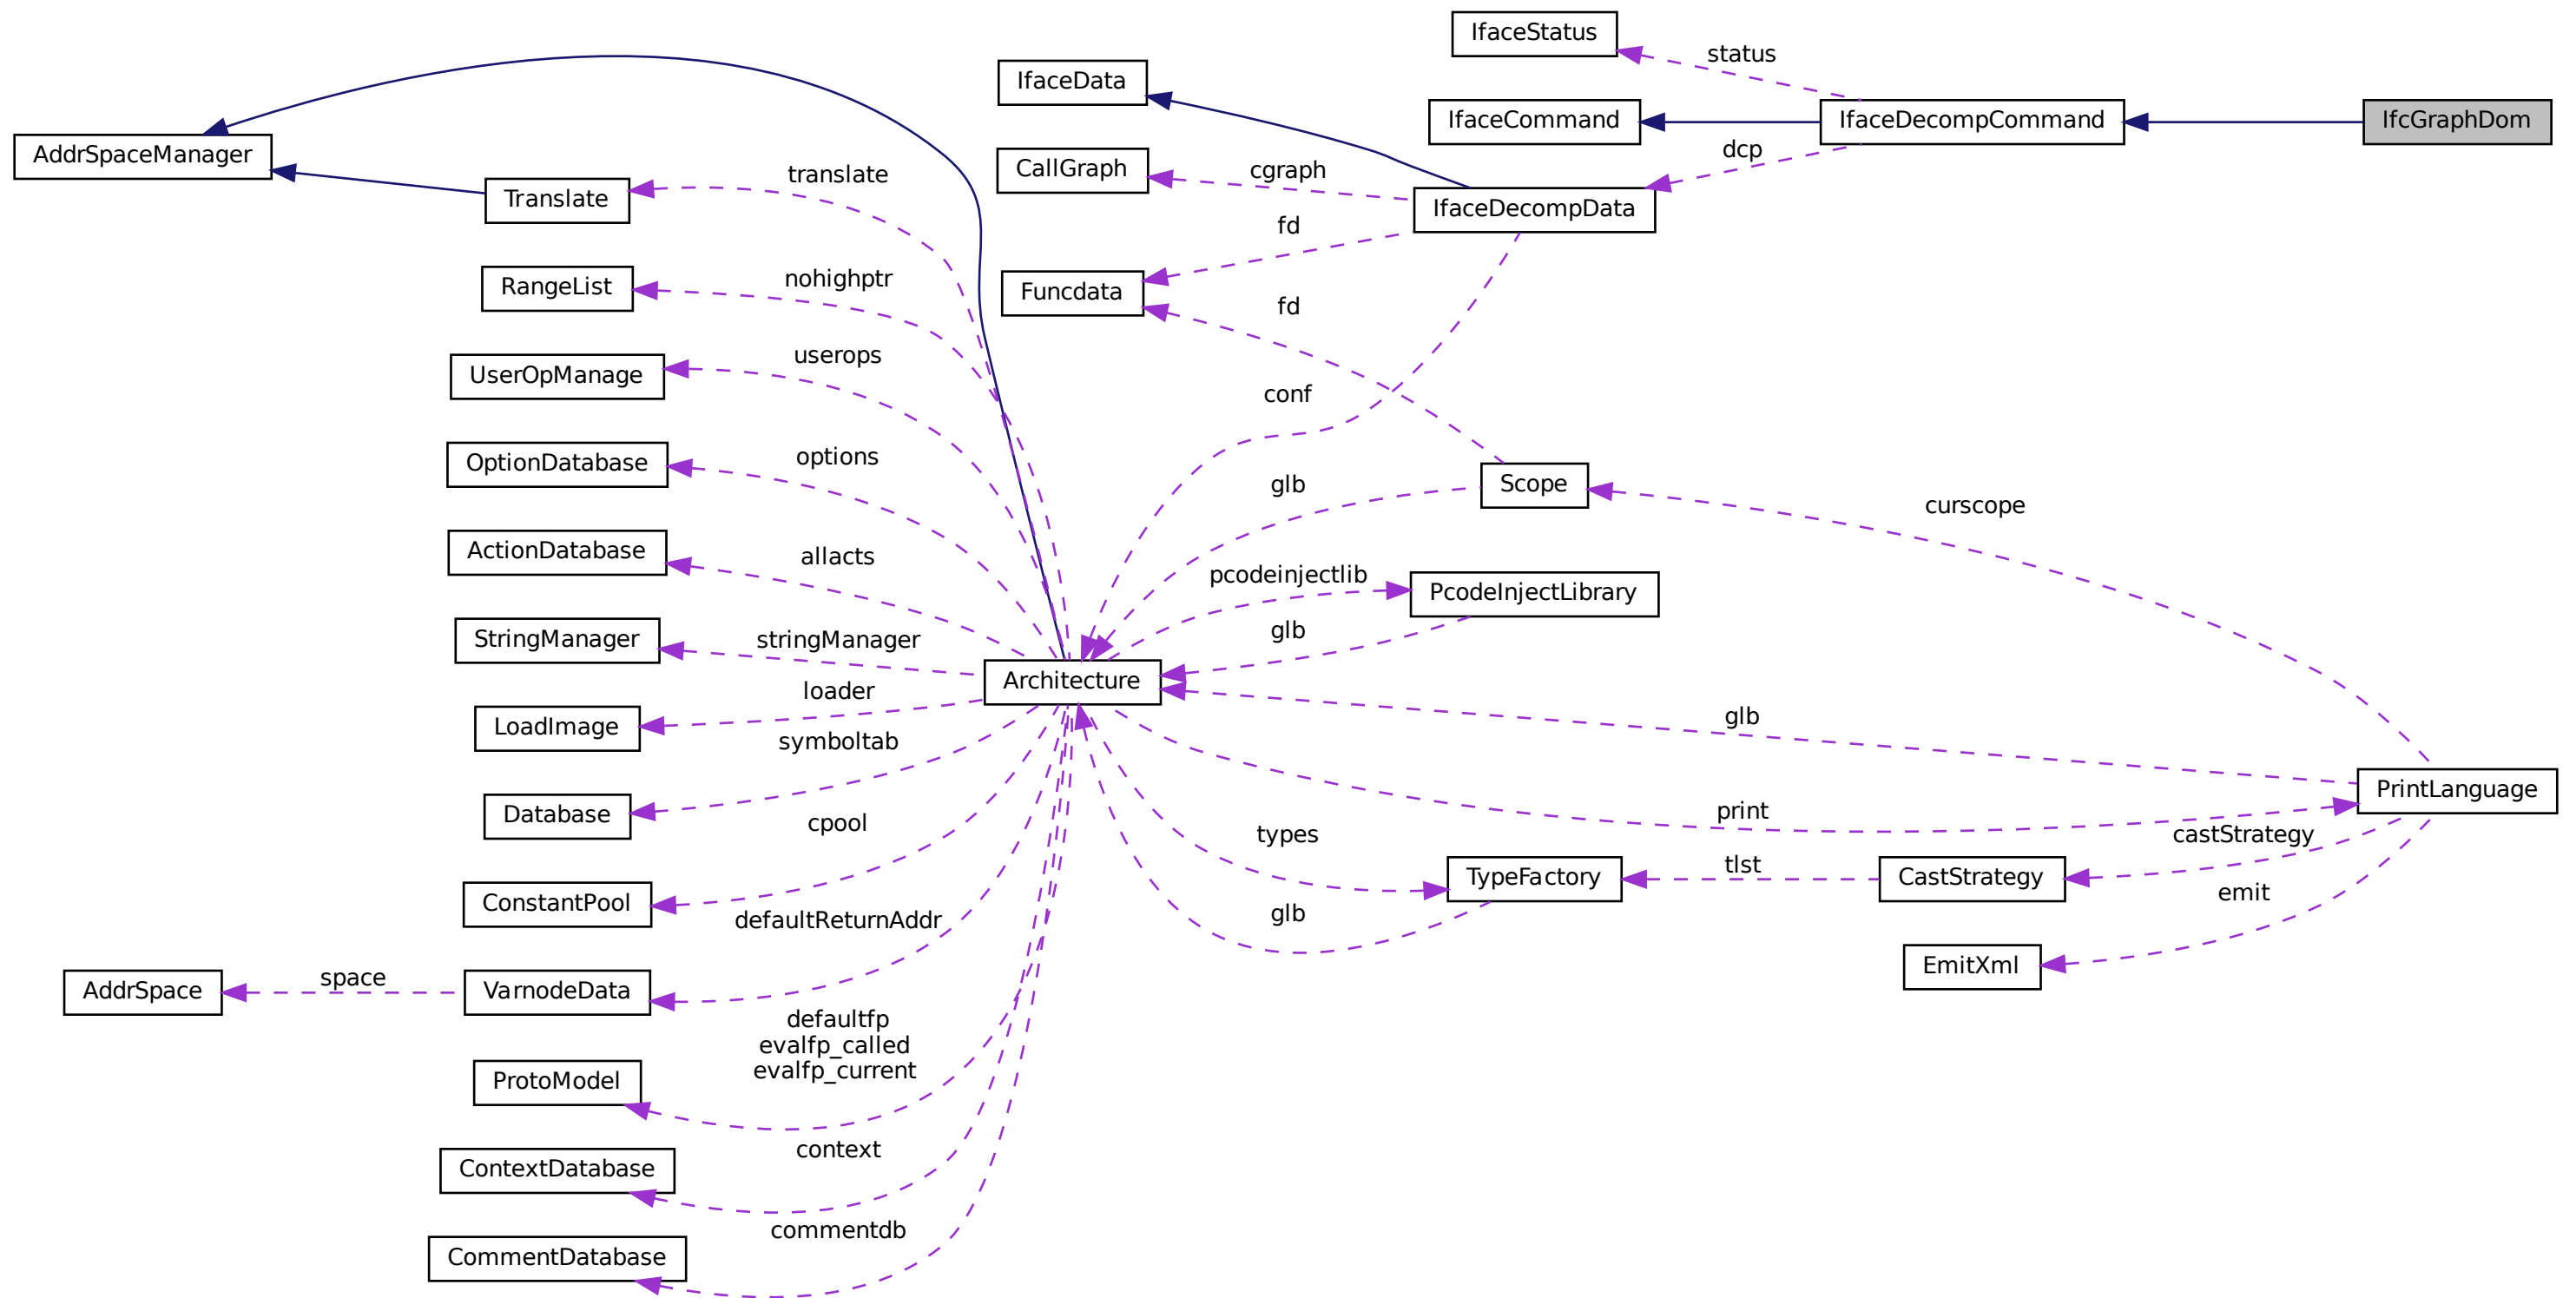 IfaceStatus
status
IfaceData
IfaceCommand
IfaceDecompCommand
IfcGraphDom
AddrSpaceManager
dcp
CallGraph
cgraph
translate
Translate
IfaceDecompData
fd
nohighptr
RangeList
Funcdata
fd
userops
UserOpManage
conf
options
OptionDatabase
glb
Scope
curscope
allacts
ActionDatabase
pcodeinjectlib
PcodeInjectLibrary
stringManager
StringManager
glb
Architecture
loader
LoadImage
glb
symboltab
Database
print
PrintLanguage
cpool
types
castStrategy
ConstantPool
TypeFactory
tlst
CastStrategy
emit
defaultReturnAddr
glb
EmitXml
AddrSpace
space
VarnodeData
defaultfp
evalfp_called
evalfp_current
ProtoModel
context
ContextDatabase
commentdb
CommentDatabase